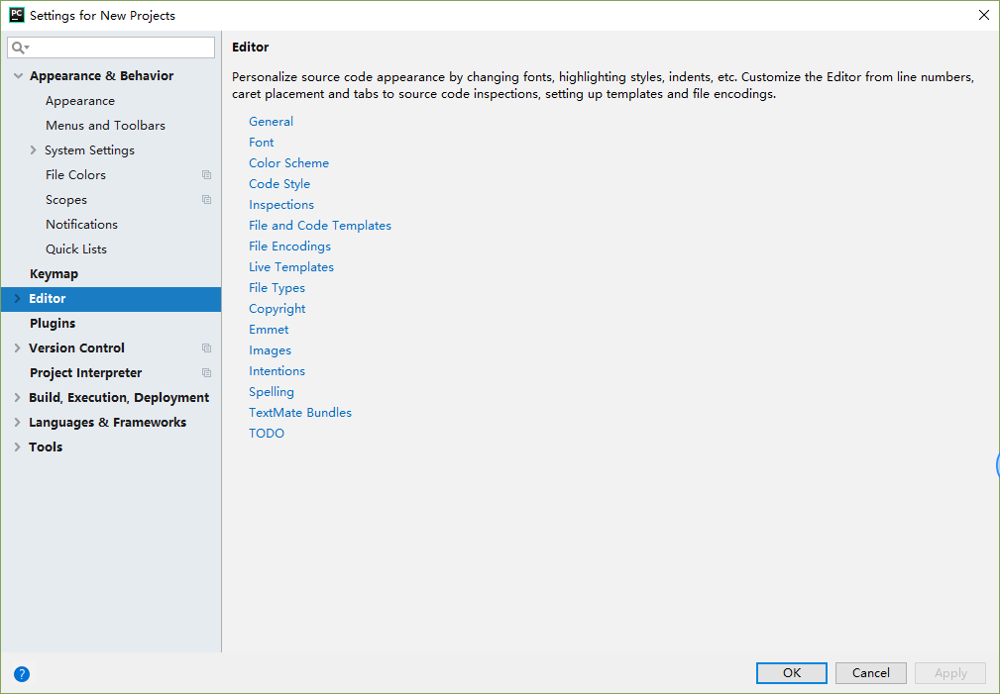 PC
Settings for New Projects
Appearance & Behavior
Appearance
Menus and Toolbars
System Settings
File Colors
Scopes
Notifications
Quick Lists
Keymap
Editor
Plugins
Version Control
Project Interpreter
Build, Execution, Deployment
Languages & Frameworks
Tools
Editor
Personalize source code appearance by changing fonts, highlighting styles, indents, etc. Customize the Editor from line numbers,
caret placement and tabs to source code inspections, setting up templates and file encodings.
General
Font
Color Scheme
Code Style
Inspections
File and Code Templates
File Encodings
Live Templates
File Types
Copyright
Emmet
Images
Intentions
Spelling
TextMate Bundles
TODO
?
OK
Cancel
Apply